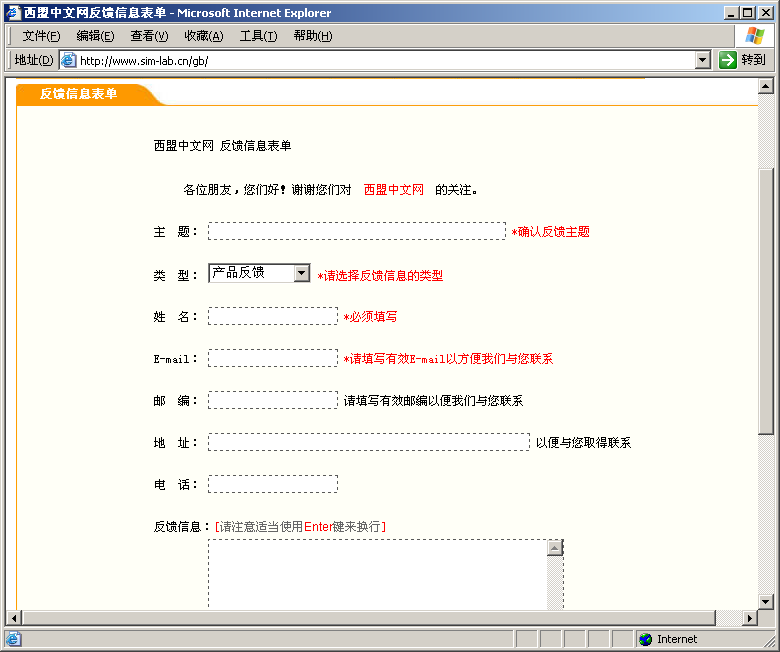 西盟中文网反馈信息表单 - Microsoft Internet Explorer
文件(F) 编辑(E) 查看(V) 收藏(A) 工具(T) 帮助(H)
地址(D) http://www.sim-lab.cn/gb/ 转到
反馈信息表单
西盟中文网 反馈信息表单
各位朋友,您们好!谢谢您们对 西盟中文网 的关注。
主 题: *确认反馈主题
类 型: 产品反馈 *请选择反馈信息的类型
姓 名: *必须填写
E-mail: *请填写有效E-mail以方便我们与您联系
邮 编: 请填写有效邮编以便我们与您联系
地 址: 以便与您取得联系
电 话:
反馈信息:[请注意适当使用Enter键来换行]
Internet